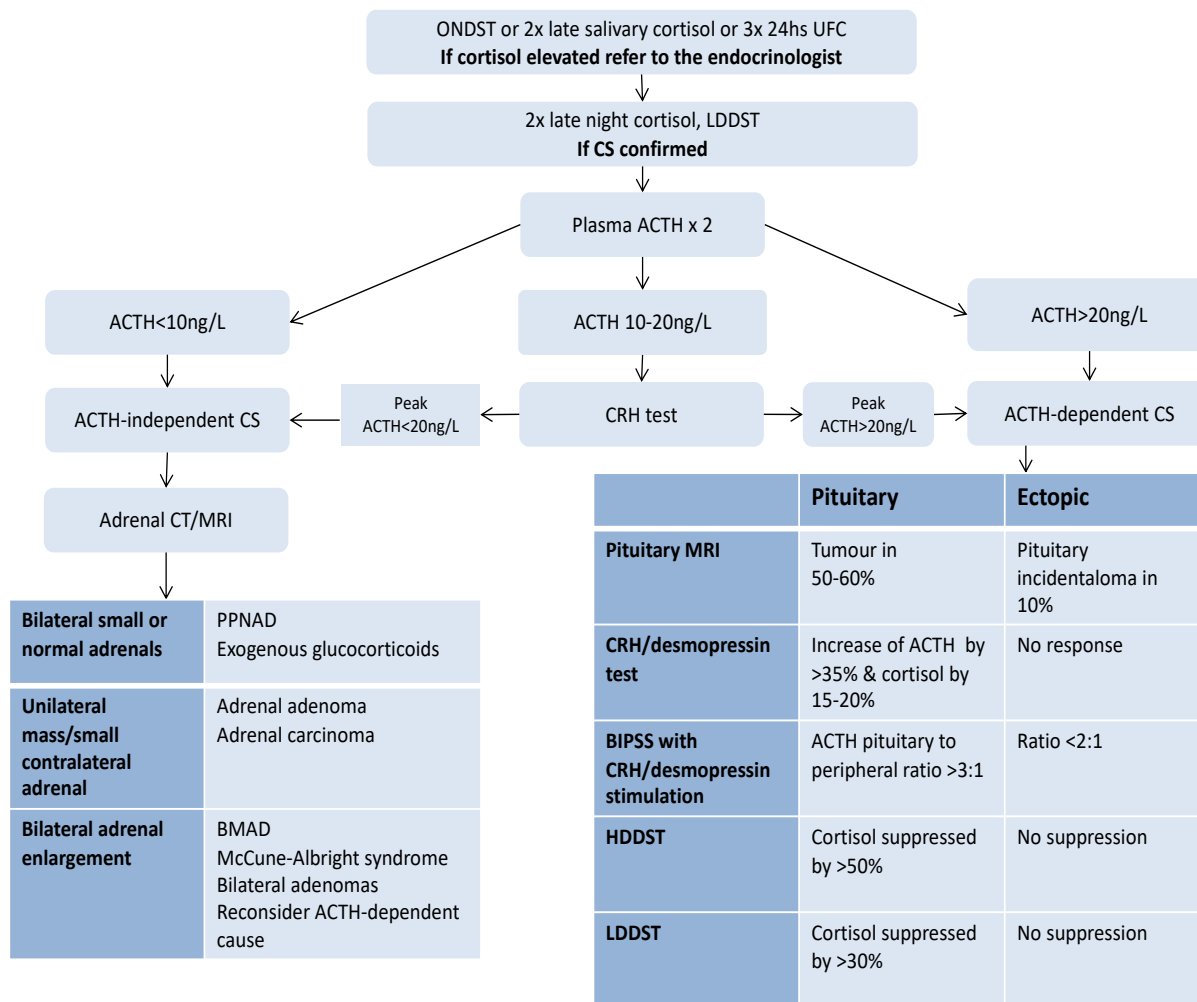 ONDST or 2x late salivary cortisol or 3x 24hs UFC
If cortisol elevated refer to the endocrinologist
2x late night cortisol, LDDST
If CS confirmed
Plasma ACTH x 2
ACTH<10ng/L
ACTH 10-20ng/L
ACTH>20ng/L
ACTH-independent CS
Peak
ACTH<20ng/L
CRH test
Peak
ACTH>20ng/L
ACTH-dependent CS
Adrenal CT/MRI
Bilateral small or
normal adrenals
PPNAD
Exogenous glucocorticoids
Unilateral
mass/small
contralateral
adrenal
Adrenal adenoma
Adrenal carcinoma
Bilateral adrenal
enlargement
BMAD
McCune-Albright syndrome
Bilateral adenomas
Reconsider ACTH-dependent
cause
Pituitary
Ectopic
Pituitary MRI
Tumour in
50-60%
Pituitary
incidentaloma in
10%
CRH/desmopressin
test
Increase of ACTH by
>35% & cortisol by
15-20%
No response
BIPSS with
CRH/desmopressin
stimulation
ACTH pituitary to
peripheral ratio >3:1
Ratio <2:1
HDDST
Cortisol suppressed
by >50%
No suppression
LDDST
Cortisol suppressed
by >30%
No suppression